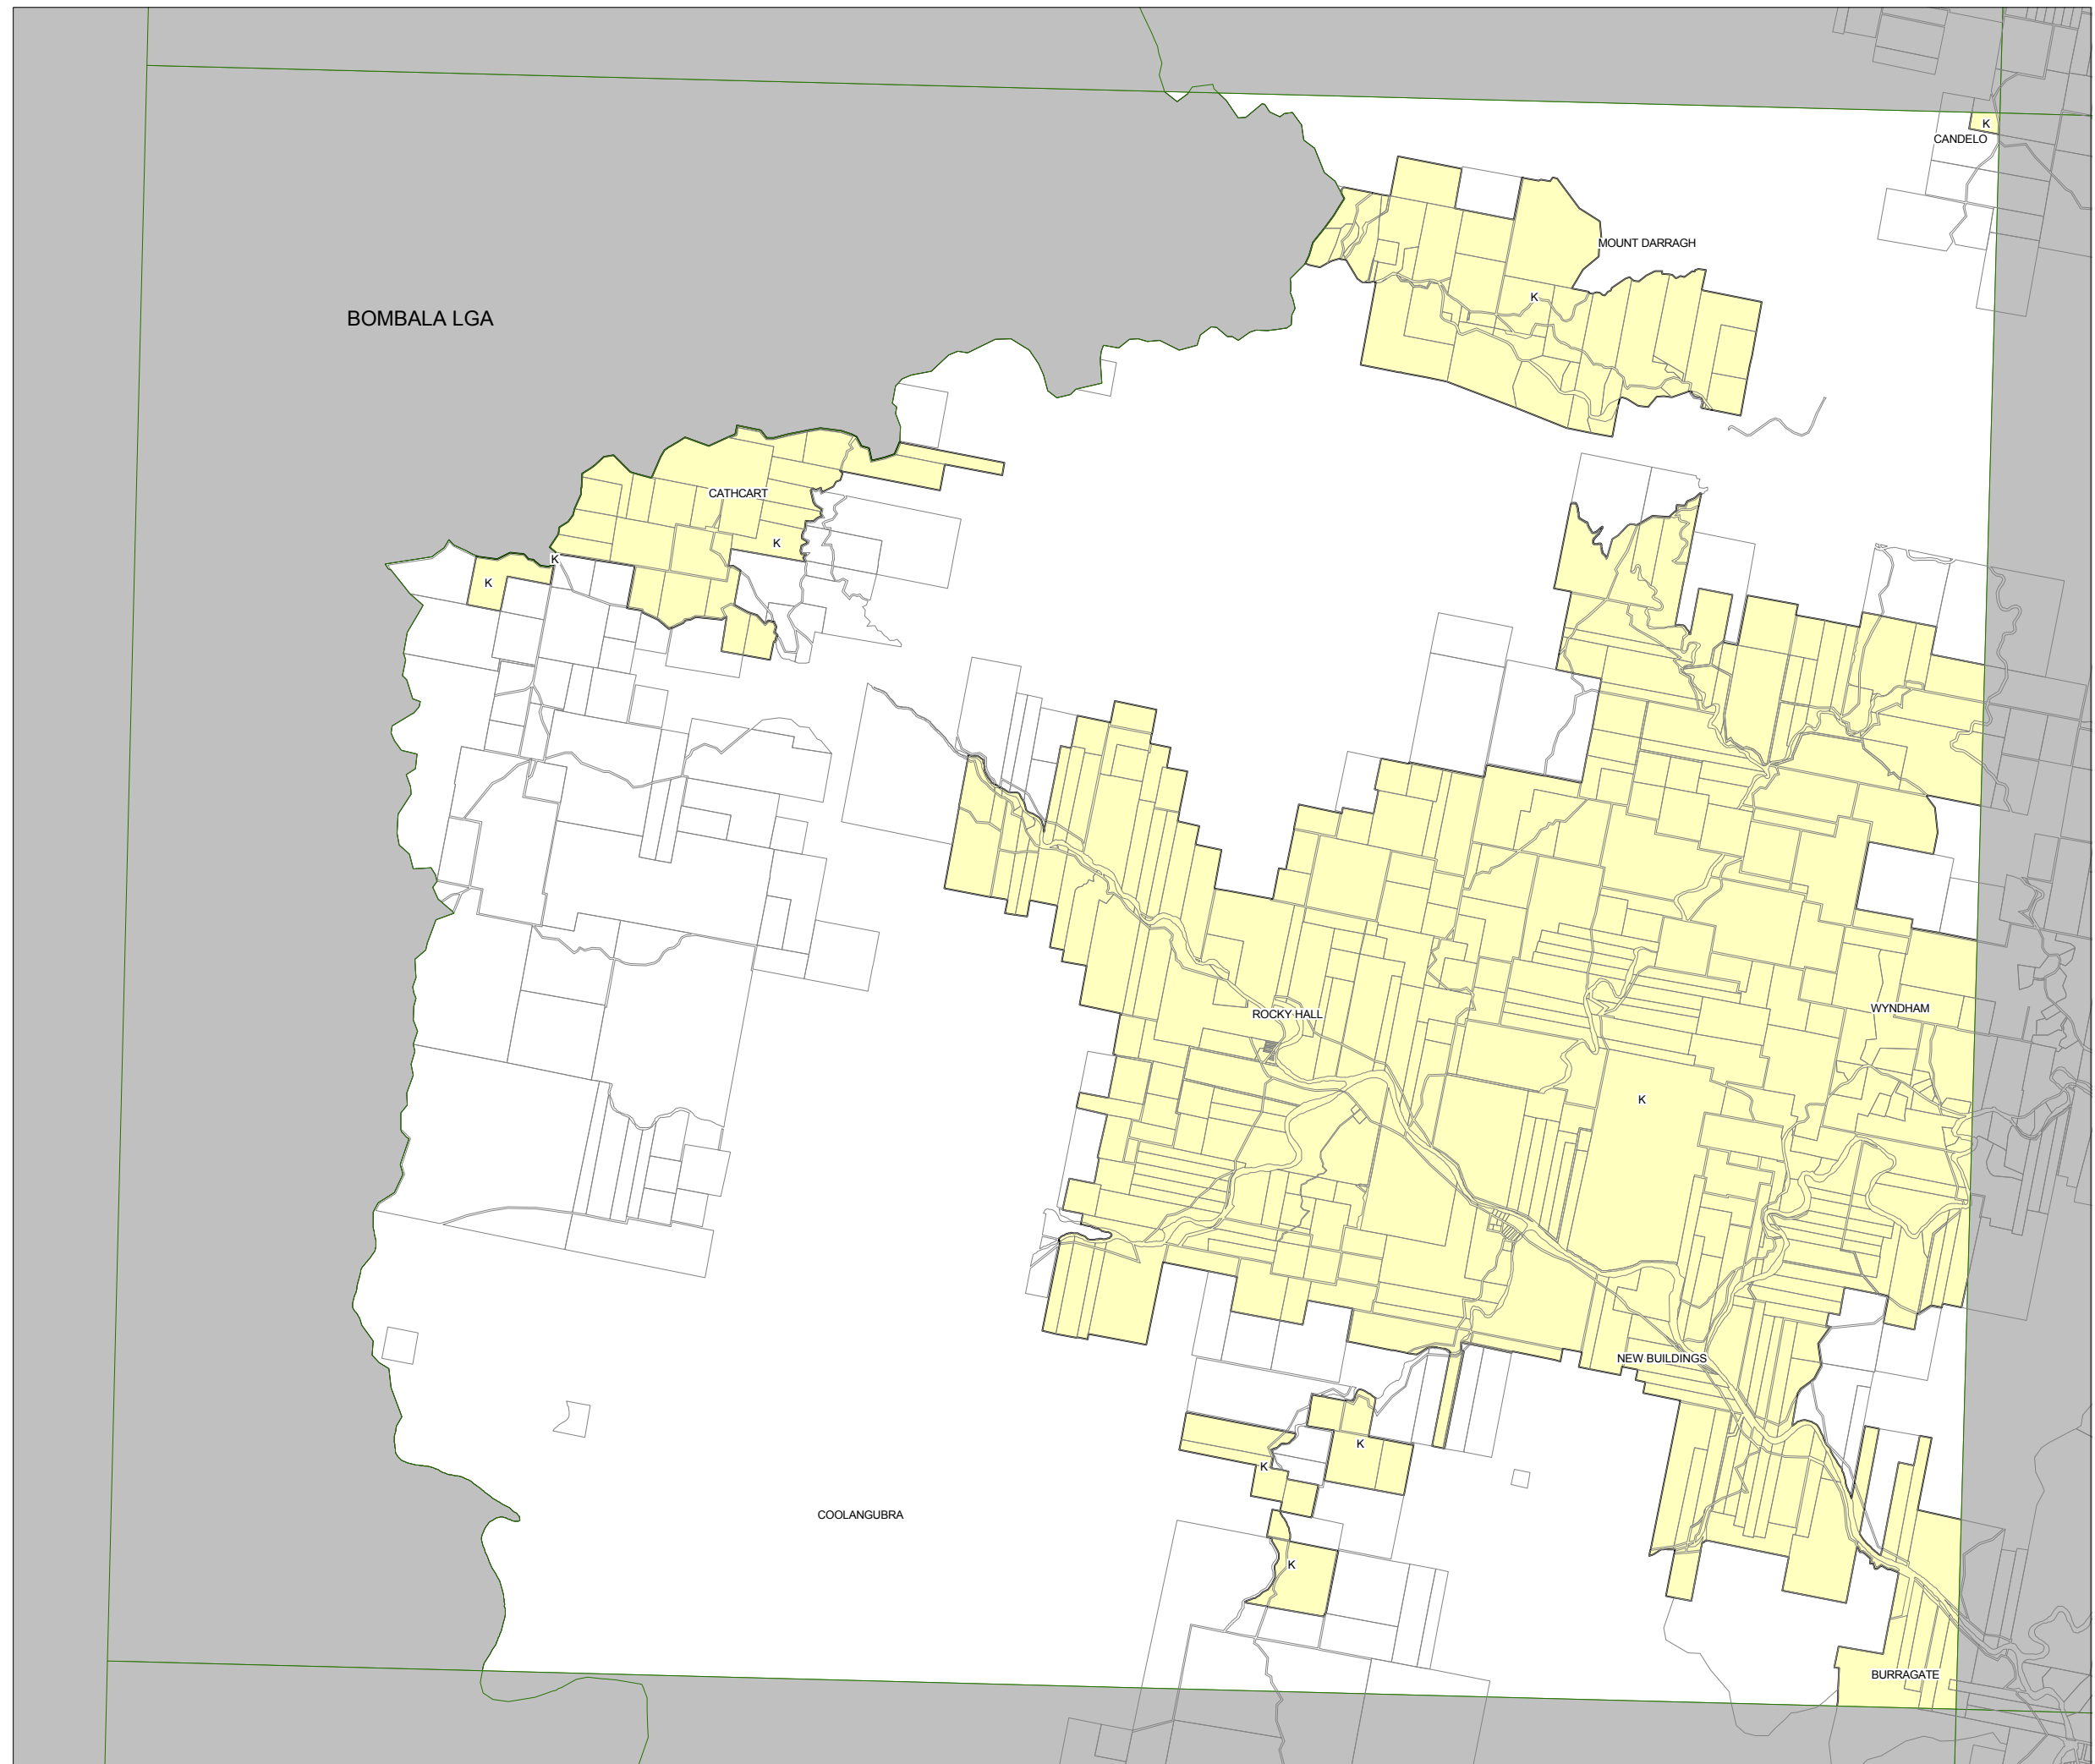 K
CANDELO
MOUNT DARRAGH
K
BOMBALA LGA
CATHCART
K
K
K
ROCKY HALL
WYNDHAM
K
NEW BUILDINGS
K
K
COOLANGUBRA
K
BURRAGATE